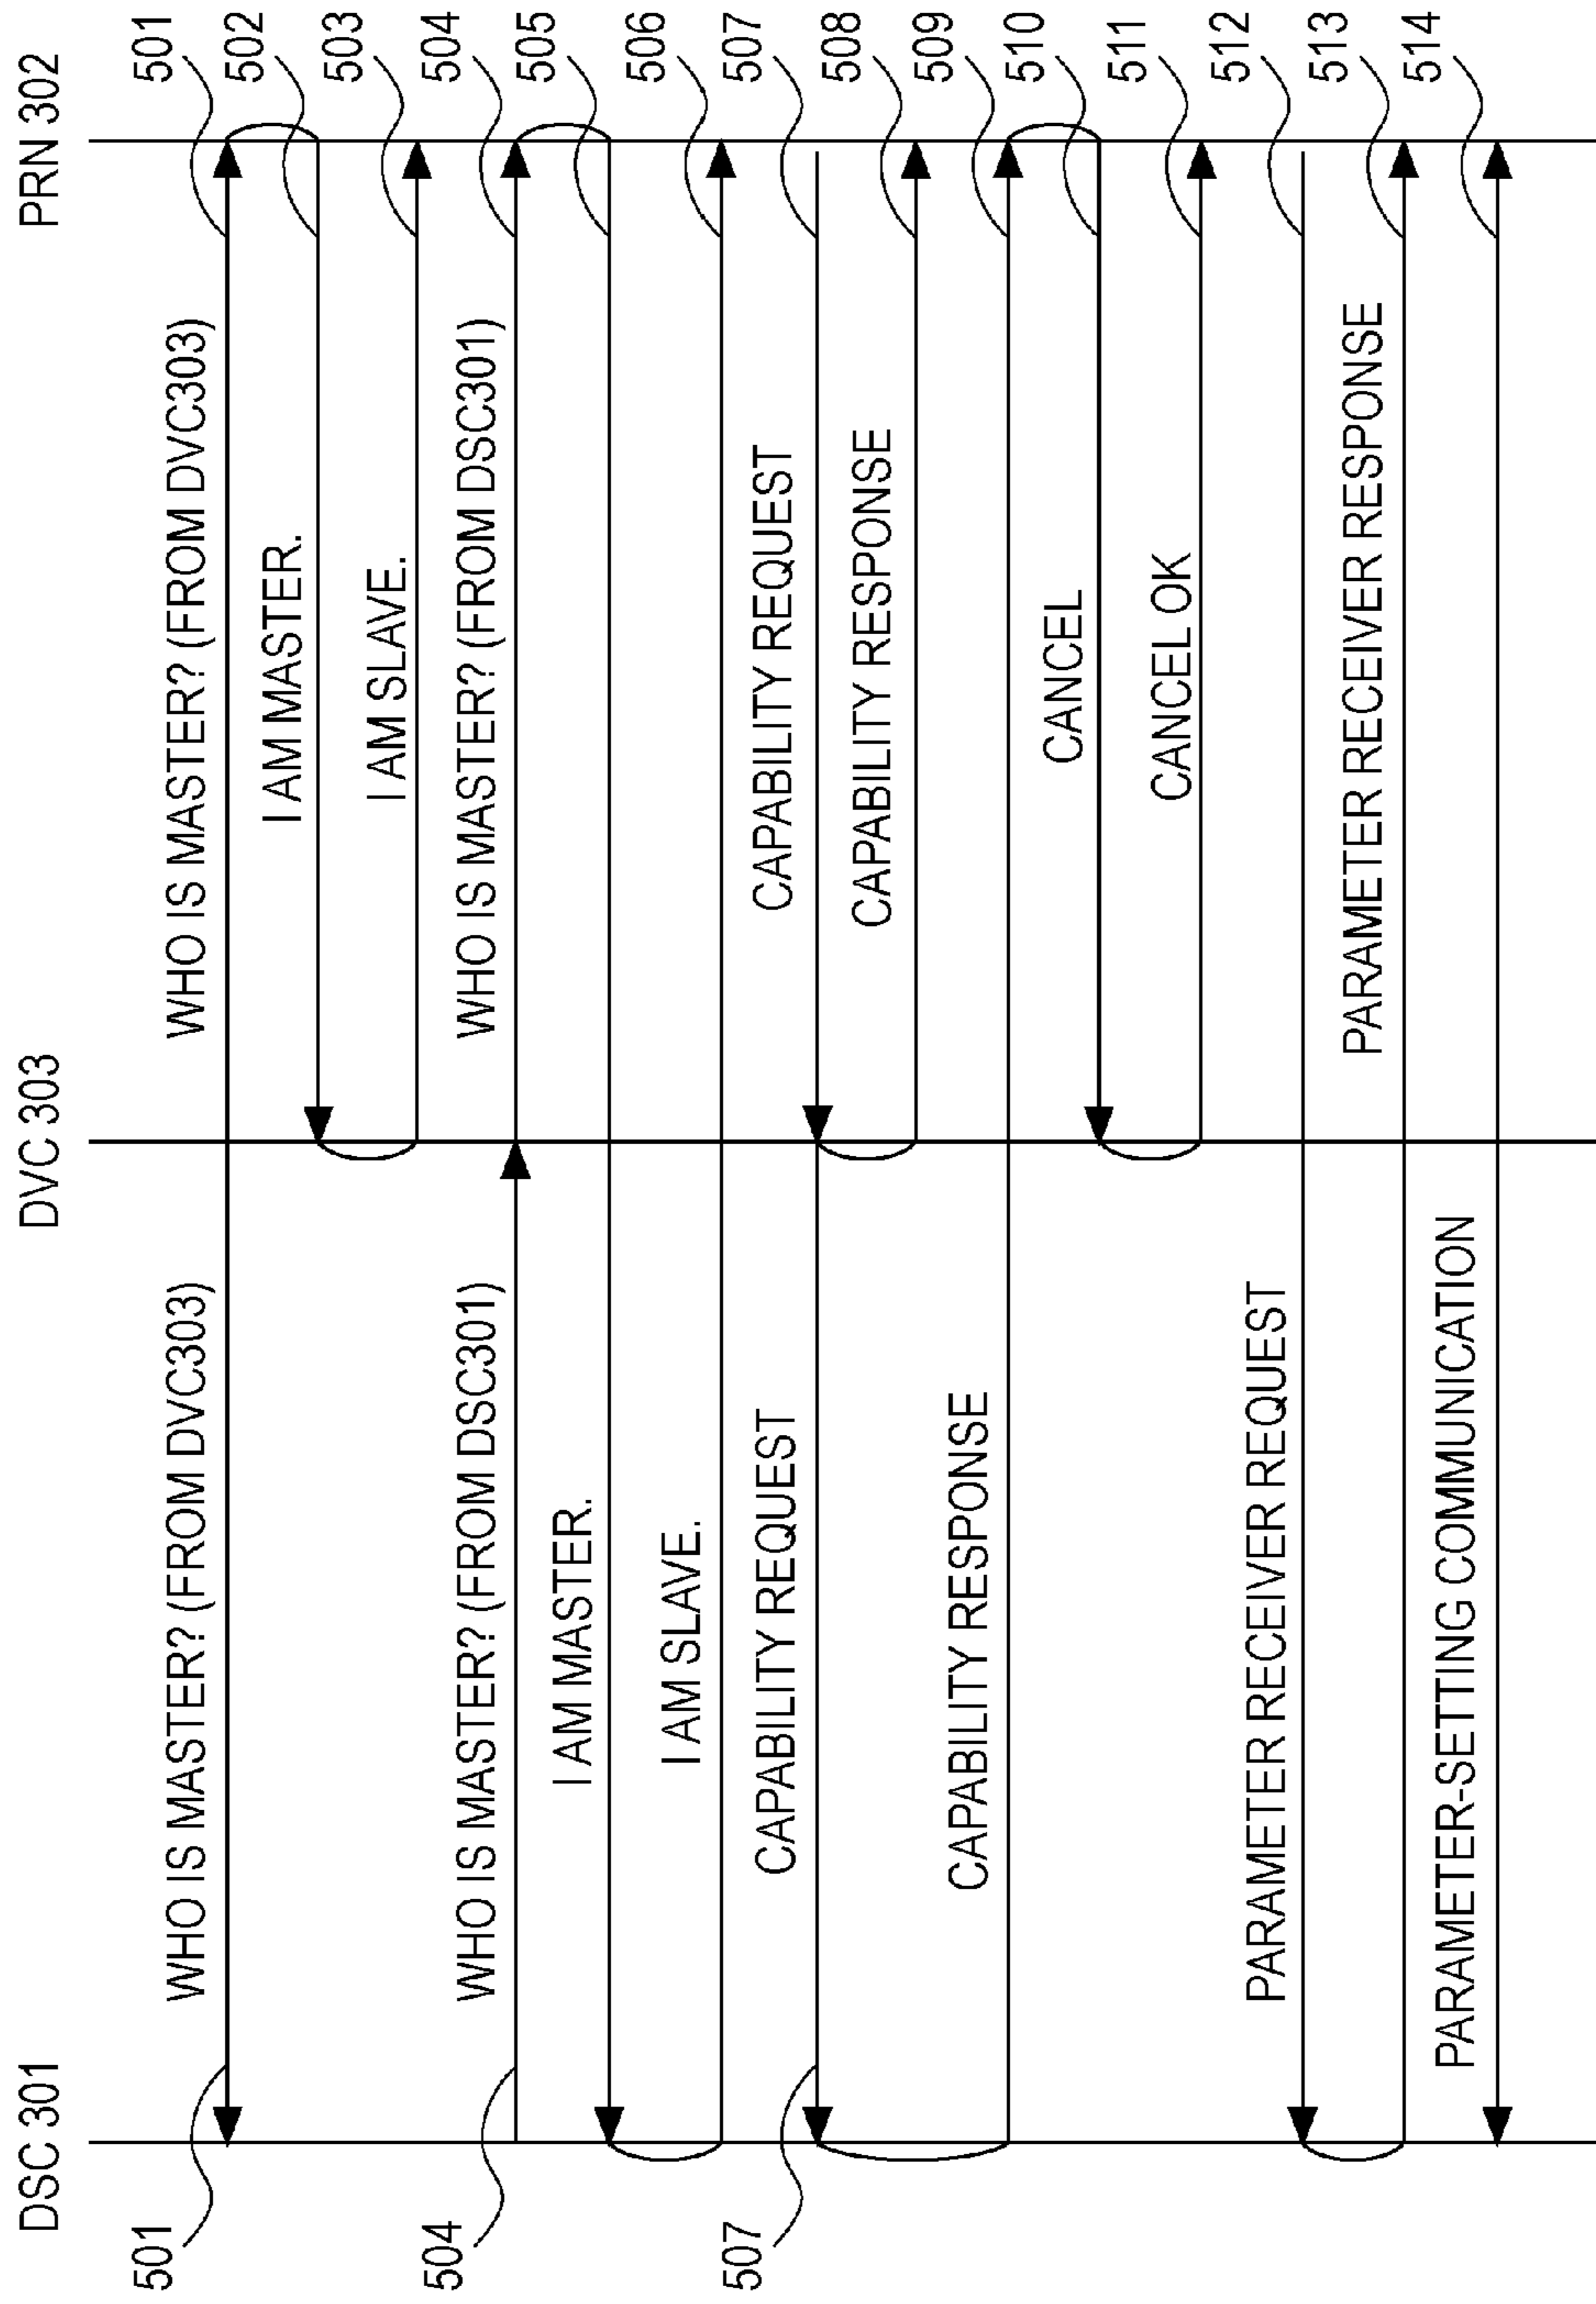 DSC 301
DVC 303
PRN 302
501
WHO IS MASTER? (FROM DVC303)
WHO IS MASTER? (FROM DVC303)
501
I AM MASTER.
502
I AM SLAVE.
503
504
WHO IS MASTER? (FROM DSC301)
WHO IS MASTER? (FROM DSC301)
504
I AM MASTER.
505
I AM SLAVE.
506
507
CAPABILITY REQUEST
CAPABILITY REQUEST
507
CAPABILITY RESPONSE
508
CAPABILITY RESPONSE
509
CANCEL
510
CANCEL OK
511
PARAMETER RECEIVER REQUEST
512
PARAMETER RECEIVER RESPONSE
513
PARAMETER-SETTING COMMUNICATION
514